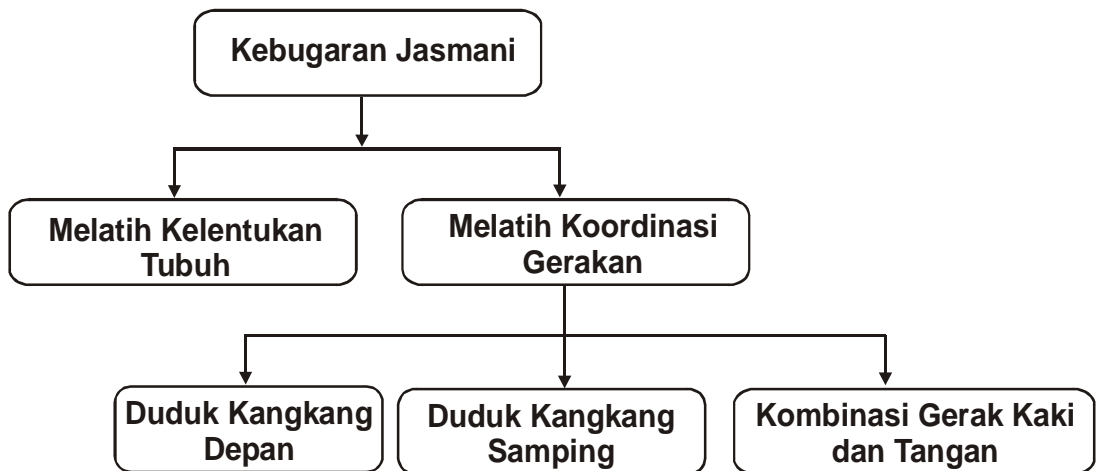 Kebugaran Jasmani
Melatih Kelentukan
Tubuh
Melatih Koordinasi
Gerakan
Duduk Kangkang
Depan
Duduk Kangkang
Samping
Kombinasi Gerak Kaki
dan Tangan